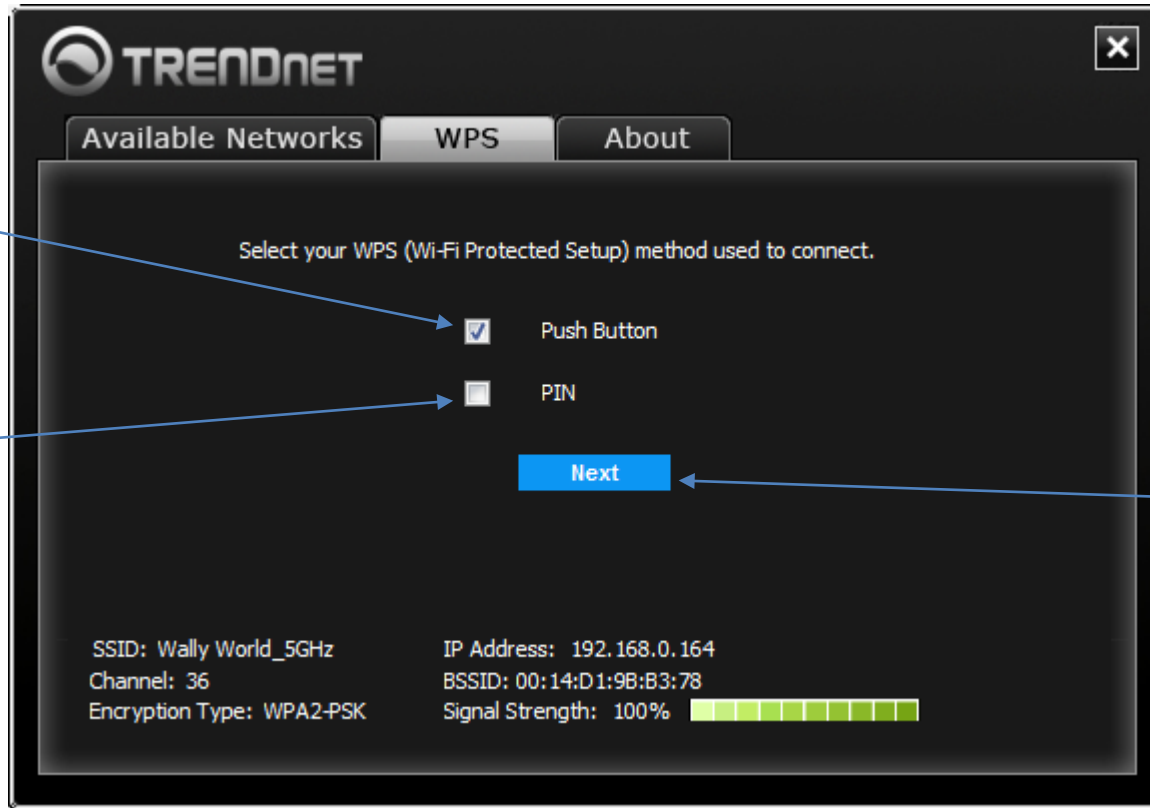 TRENDnet
Available Networks WPS About
Select your WPS (Wi-Fi Protected Setup) method used to connect.
Push Button
PIN
Next
SSID: Wally World_5GHz IP Address: 192.168.0.164
Channel: 36 BSSID: 00:14:D1:9B:B3:78
Encryption Type: WPA2-PSK Signal Strength: 100%